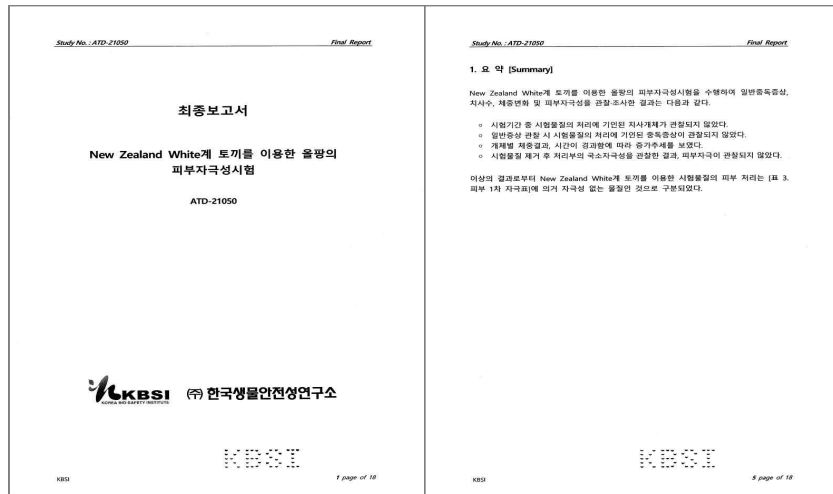 Study No. : ATD-21050 Final Report
최종보고서
New Zealand White계 토끼를 이용한 올팡의
피부자극성시험
ATD-21050
KBSI ㈜ 한국생물안전성연구소
KOREA BIO-SAFETY INSTITUTE
KBSI
KBSI 1 page of 18
Study No. : ATD-21050 Final Report
1. 요 약 [Summary]
New Zealand White계 토끼를 이용한 올팡의 피부자극성시험을 수행하여 일반중독증상,
치사수, 체중변화 및 피부자극성을 관찰·조사한 결과는 다음과 같다.
○ 시험기간 중 시험물질의 처리에 기인된 치사개체가 관찰되지 않았다.
○ 일반증상 관찰 시 시험물질의 처리에 기인된 중독증상이 관찰되지 않았다.
○ 개체별 체중결과, 시간이 경과함에 따라 증가추세를 보였다.
○ 시험물질 제거 후 처리부의 국소자극성을 관찰한 결과, 피부자극이 관찰되지 않았다.
이상의 결과로부터 New Zealand White계 토끼를 이용한 시험물질의 피부 처리는 [표 3.
피부 1차 자극표]에 의거 자극성 없는 물질인 것으로 구분되었다.
KBSI
KBSI 5 page of 18